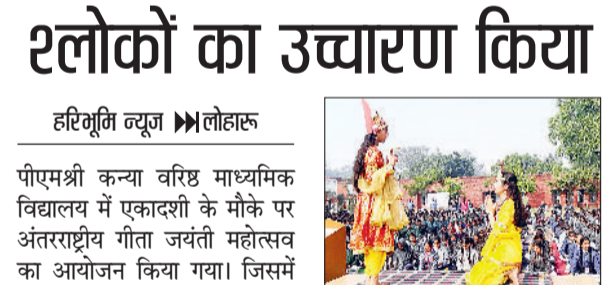 श्लोकों का उच्चारण किया
हरिभूमि न्यूज ▶▶ लोहारू
पीएमश्री कन्या वरिष्ठ माध्यमिक
विद्यालय में एकादशी के मौके पर
अंतरराष्ट्रीय गीता जयंती महोत्सव
का आयोजन किया गया। जिसमें